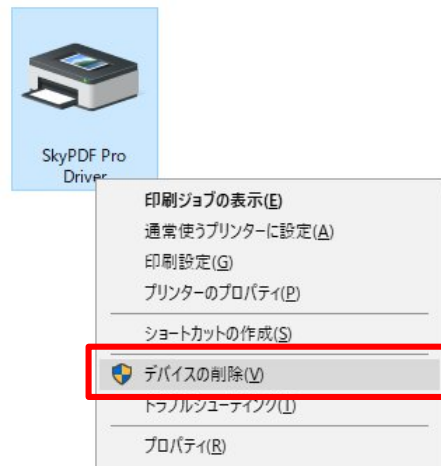 SkyPDF Pro
Driver
印刷ジョブの表示(E)
通常使うプリンターに設定(A)
印刷設定(G)
プリンターのプロパティ(P)
ショートカットの作成(S)
デバイスの削除(V)
トラブルシューティング(T)
プロパティ(R)